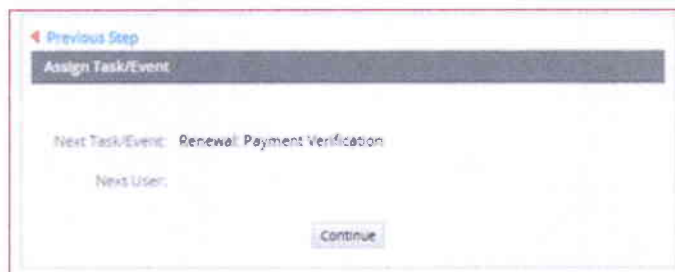 Previous Step
Assign Task/Event
Next Task/Event: Renewal: Payment Verification
Next User:
Continue